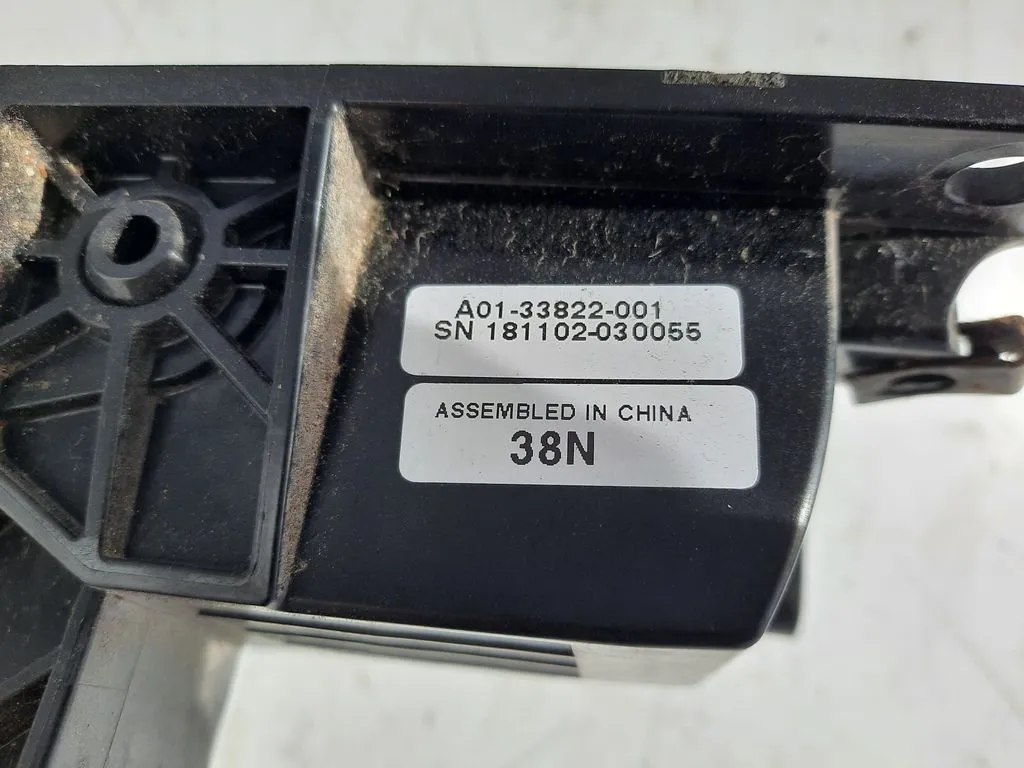 A01-33822-001
SN 181102-030055
ASSEMBLED IN CHINA
38N